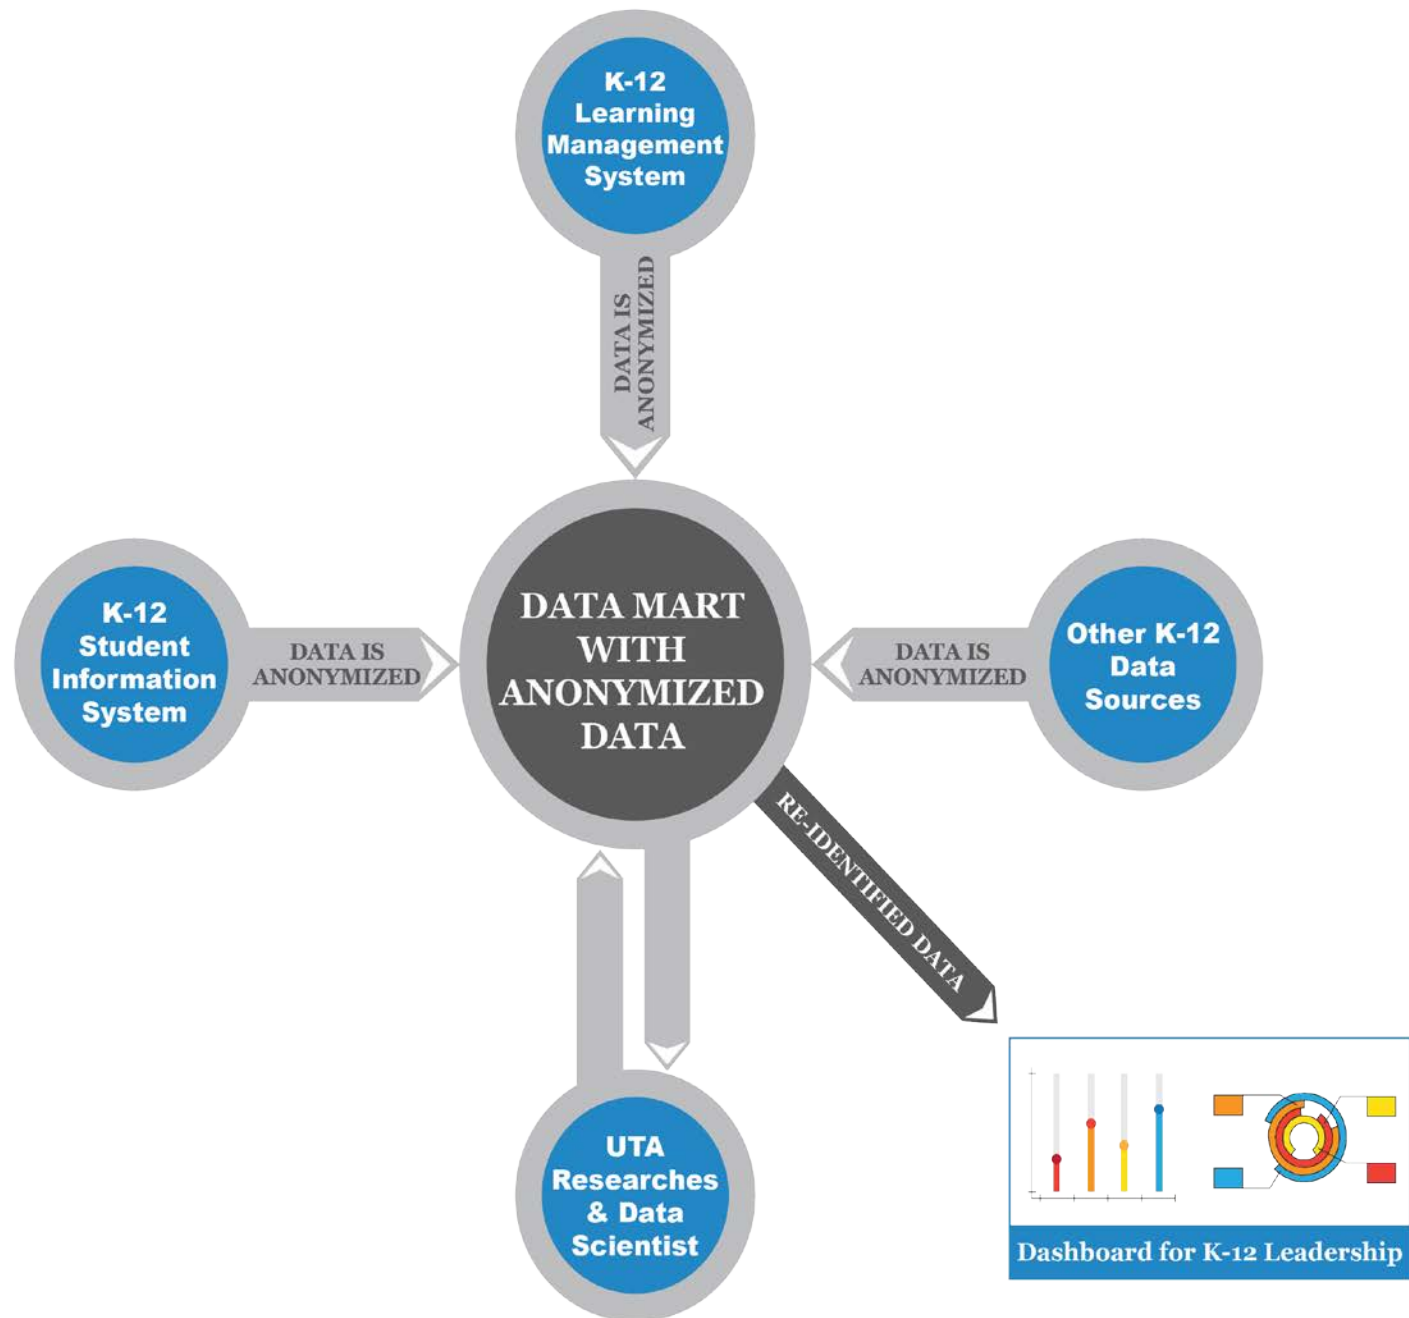 K-12
Learning
Management
System
DATA IS
ANONYMIZED
K-12
Student
Information
System
DATA IS
ANONYMIZED
DATA MART
WITH
ANONYMIZED
DATA
DATA IS
ANONYMIZED
Other K-12
Data
Sources
RE-IDENTIFIED DATA
UTA
Researches
& Data
Scientist
Dashboard for K-12 Leadership